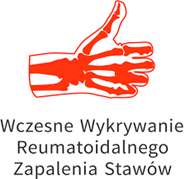 Wczesne Wykrywanie
Reumatoidalnego
Zapalenia Stawów